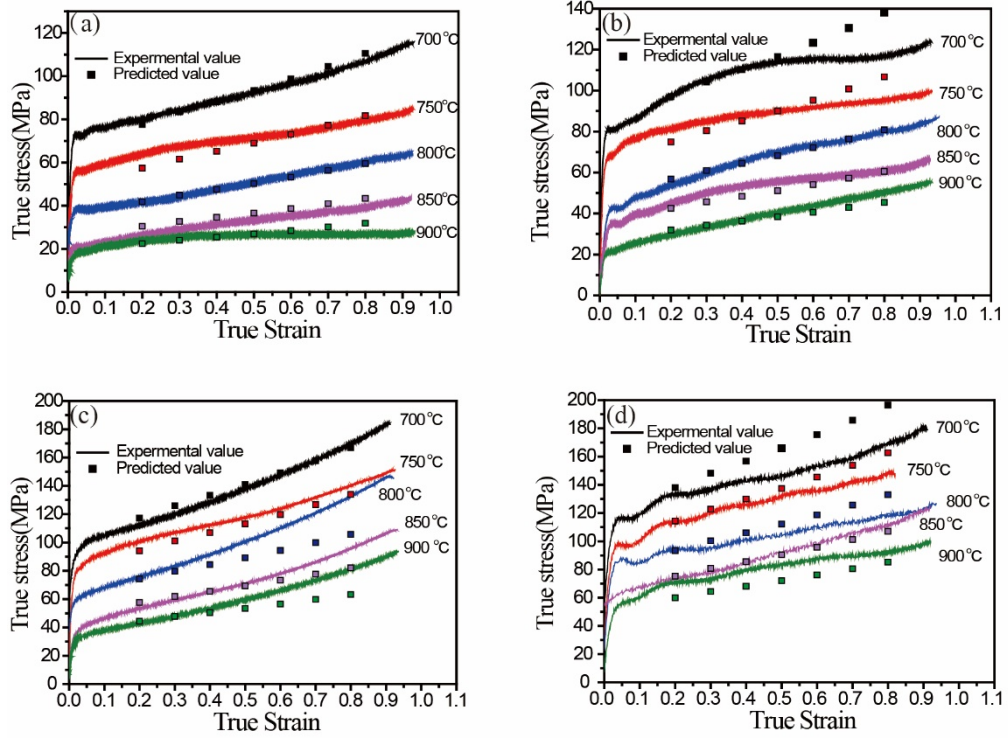 (a)
Expermental value
Predicted value
700℃
750℃
800℃
850℃
900℃
True stress(MPa)
0 20 40 60 80 100 120
0.0 0.1 0.2 0.3 0.4 0.5 0.6 0.7 0.8 0.9 1.0 1.1
True Strain
(b)
Expermental value
Predicted value
700℃
750℃
800℃
850℃
900℃
True stress(MPa)
0 20 40 60 80 100 120 140
0.0 0.1 0.2 0.3 0.4 0.5 0.6 0.7 0.8 0.9 1.0 1.1
True Strain
(c)
Expermental value
Predicted value
700℃
750℃
800℃
850℃
900℃
True stress(MPa)
0 20 40 60 80 100 120 140 160 180 200
0.0 0.1 0.2 0.3 0.4 0.5 0.6 0.7 0.8 0.9 1.0 1.1
True Strain
(d)
Expermental value
Predicted value
700℃
750℃
800℃
850℃
900℃
True stress(MPa)
0 20 40 60 80 100 120 140 160 180 200
0.0 0.1 0.2 0.3 0.4 0.5 0.6 0.7 0.8 0.9 1.0 1.1
True Strain